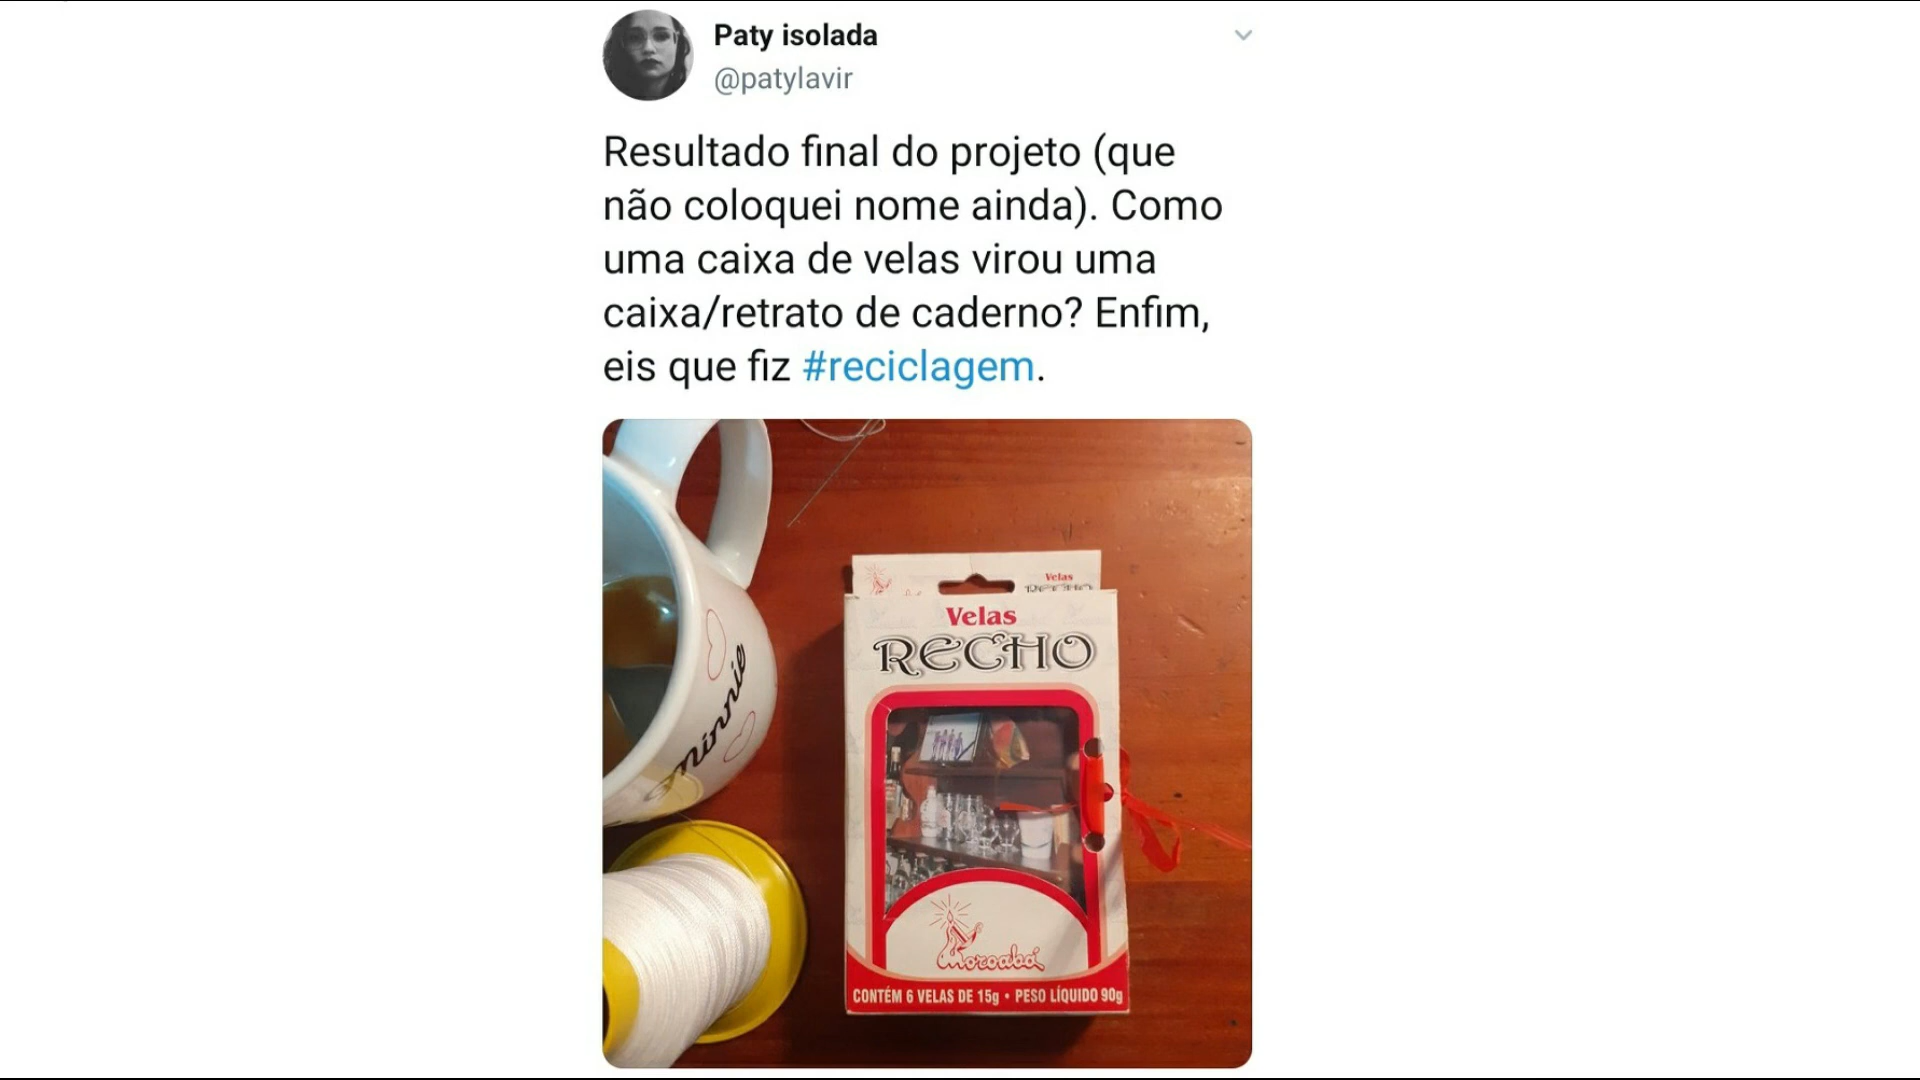 Paty isolada
@patylavir
Resultado final do projeto (que
não coloquei nome ainda). Como
uma caixa de velas virou uma
caixa/retrato de caderno? Enfim,
eis que fiz #reciclagem.
minnie
Velas
RECHO
Velas
RECHO
Moroabá
CONTÉM 6 VELAS DE 15g • PESO LÍQUIDO 90g